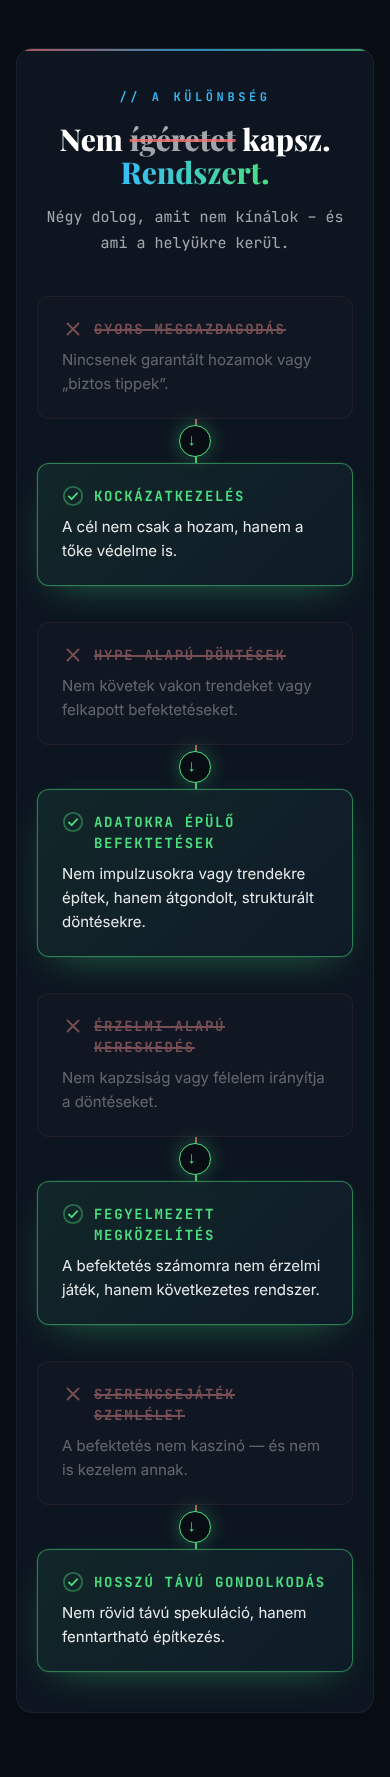 // A KÜLÖNBSÉG
Nem ígéretet kapsz.
Rendszert.
Négy dolog, amit nem kínálok – és
ami a helyükre kerül.
GYORS MEGGAZDAGODÁS
Nincsenek garantált hozamok vagy
„biztos tippek”.
↓
KOCKÁZATKEZELÉS
A cél nem csak a hozam, hanem a
tőke védelme is.
HYPE ALAPÚ DÖNTÉSEK
Nem követek vakon trendeket vagy
felkapott befektetéseket.
↓
ADATOKRA ÉPÜLŐ
BEFEKTETÉSEK
Nem impulzusokra vagy trendekre
építek, hanem átgondolt, strukturált
döntésekre.
ÉRZELMI ALAPÚ
KERESKEDÉS
Nem kapzsiság vagy félelem irányítja
a döntéseket.
↓
FEGYELMEZETT
MEGKÖZELÍTÉS
A befektetés számomra nem érzelmi
játék, hanem következetes rendszer.
SZERENCSEJÁTÉK
SZEMLÉLET
A befektetés nem kaszinó — és nem
is kezelem annak.
↓
HOSSZÚ TÁVÚ GONDOLKODÁS
Nem rövid távú spekuláció, hanem
fenntartható építkezés.